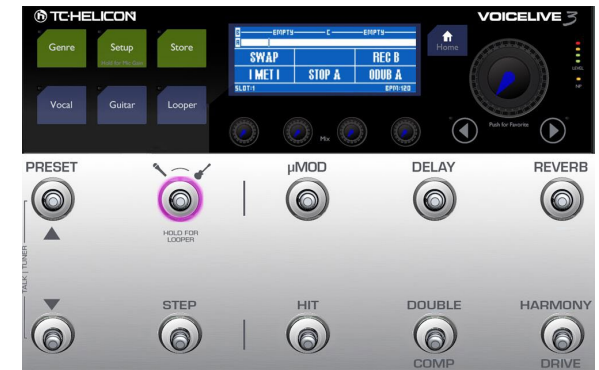 TC·HELICON
VOICELIVE 3
Genre
Setup
Hold for Mic Gain
Store
Home
B EMPTY C EMPTY
A
SWAP REC B
| MET | STOP A ODUB A
SLOT:1 BPM:120
LEVEL
INP
Vocal
Guitar
Looper
Mix
Push for Favorite
PRESET
μMOD
DELAY
REVERB
HOLD FOR
LOOPER
TALK | TUNER
STEP
HIT
DOUBLE
HARMONY
COMP
DRIVE